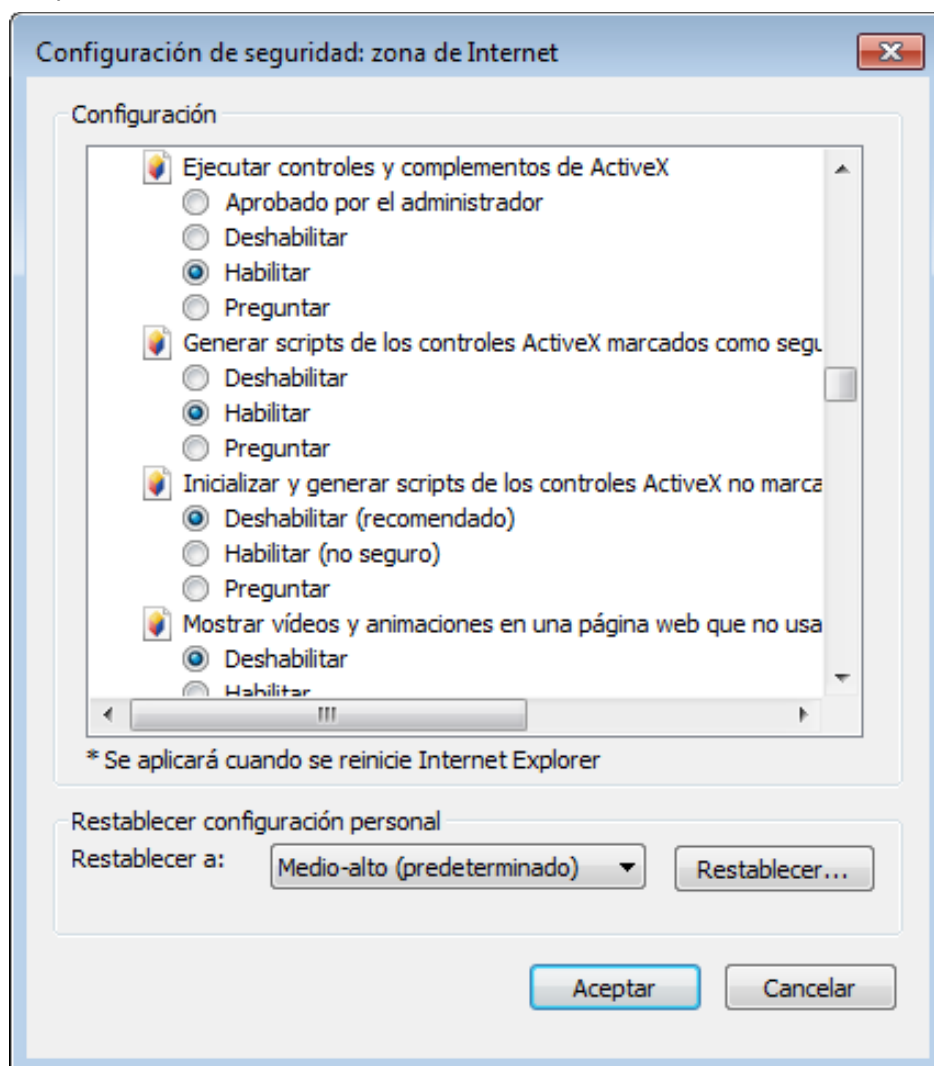 Configuración de seguridad: zona de Internet
Configuración
Ejecutar controles y complementos de ActiveX
Aprobado por el administrador
Deshabilitar
Habilitar
Preguntar
Generar scripts de los controles ActiveX marcados como segu
Deshabilitar
Habilitar
Preguntar
Inicializar y generar scripts de los controles ActiveX no marca
Deshabilitar (recomendado)
Habilitar (no seguro)
Preguntar
Mostrar vídeos y animaciones en una página web que no usa
Deshabilitar
Habilitar
* Se aplicará cuando se reinicie Internet Explorer
Restablecer configuración personal
Restablecer a: Medio-alto (predeterminado) Restablecer...
Aceptar Cancelar